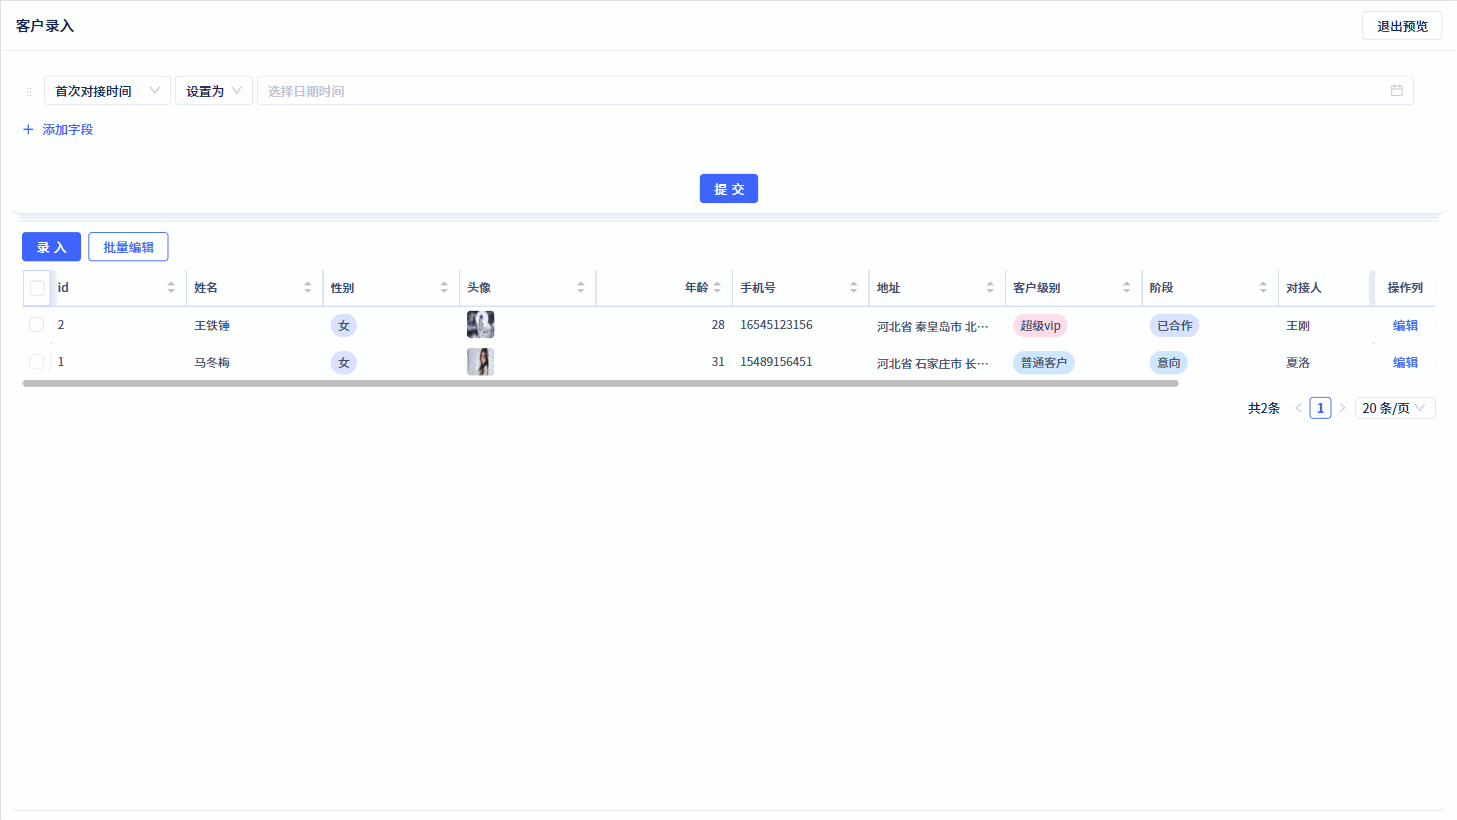 客户录入
退出预览
首次对接时间 设置为 选择日期时间
添加字段
提交
录入 批量编辑
id 姓名 性别 头像 年龄 手机号 地址 客户级别 阶段 对接人 操作列
2 王铁锤 女 28 16545123156 河北省 秦皇岛市 北… 超级vip 已合作 王刚 编辑
1 马冬梅 女 31 15489156451 河北省 石家庄市 长… 普通客户 意向 夏洛 编辑
共2条 1 20 条/页